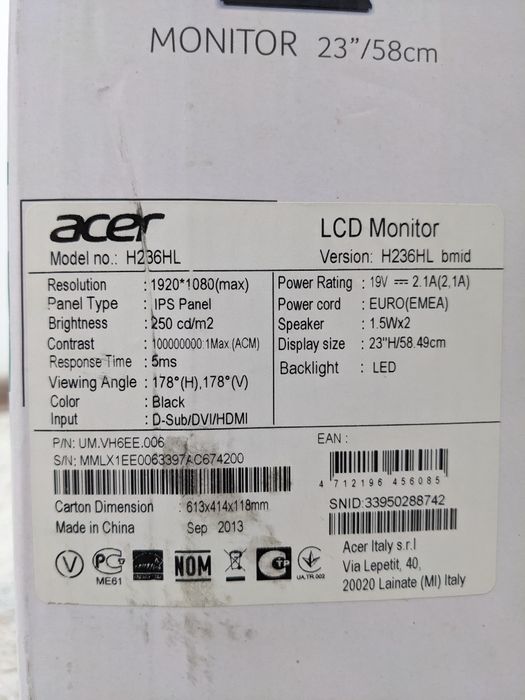 MONITOR 23"/58cm
acer
LCD Monitor
Model no.: H236HL
Version: H236HL bmid
Resolution : 1920*1080(max)
Panel Type : IPS Panel
Brightness : 250 cd/m2
Contrast : 100000000:1Max.(ACM)
Response Time : 5ms
Viewing Angle : 178°(H),178°(V)
Color : Black
Input : D-Sub/DVI/HDMI
Power Rating : 19V ⎓ 2.1A(2,1A)
Power cord : EURO(EMEA)
Speaker : 1.5Wx2
Display size : 23"H/58.49cm
Backlight : LED
P/N: UM.VH6EE.006
S/N: MMLX1EE0063397AC674200
Carton Dimension : 613x414x118mm
Made in China Sep 2013
EAN :
4 712196 456085
SNID:33950288742
Acer Italy s.r.l
Via Lepetit, 40,
20020 Lainate (MI) Italy
V
PG
ME61
NOM
UA.TR.002